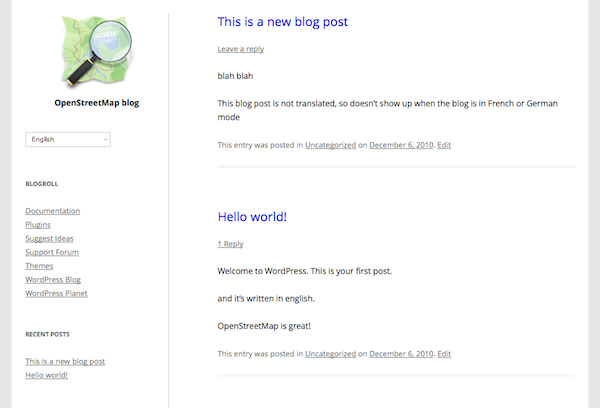 OpenStreetMap blog
English
BLOGROLL
Documentation
Plugins
Suggest Ideas
Support Forum
Themes
WordPress Blog
WordPress Planet
RECENT POSTS
This is a new blog post
Hello world!
This is a new blog post
Leave a reply
blah blah
This blog post is not translated, so doesn't show up when the blog is in French or German
mode
This entry was posted in Uncategorized on December 6, 2010. Edit
Hello world!
1 Reply
Welcome to WordPress. This is your first post.
and it's written in english.
OpenStreetMap is great!
This entry was posted in Uncategorized on December 6, 2010. Edit